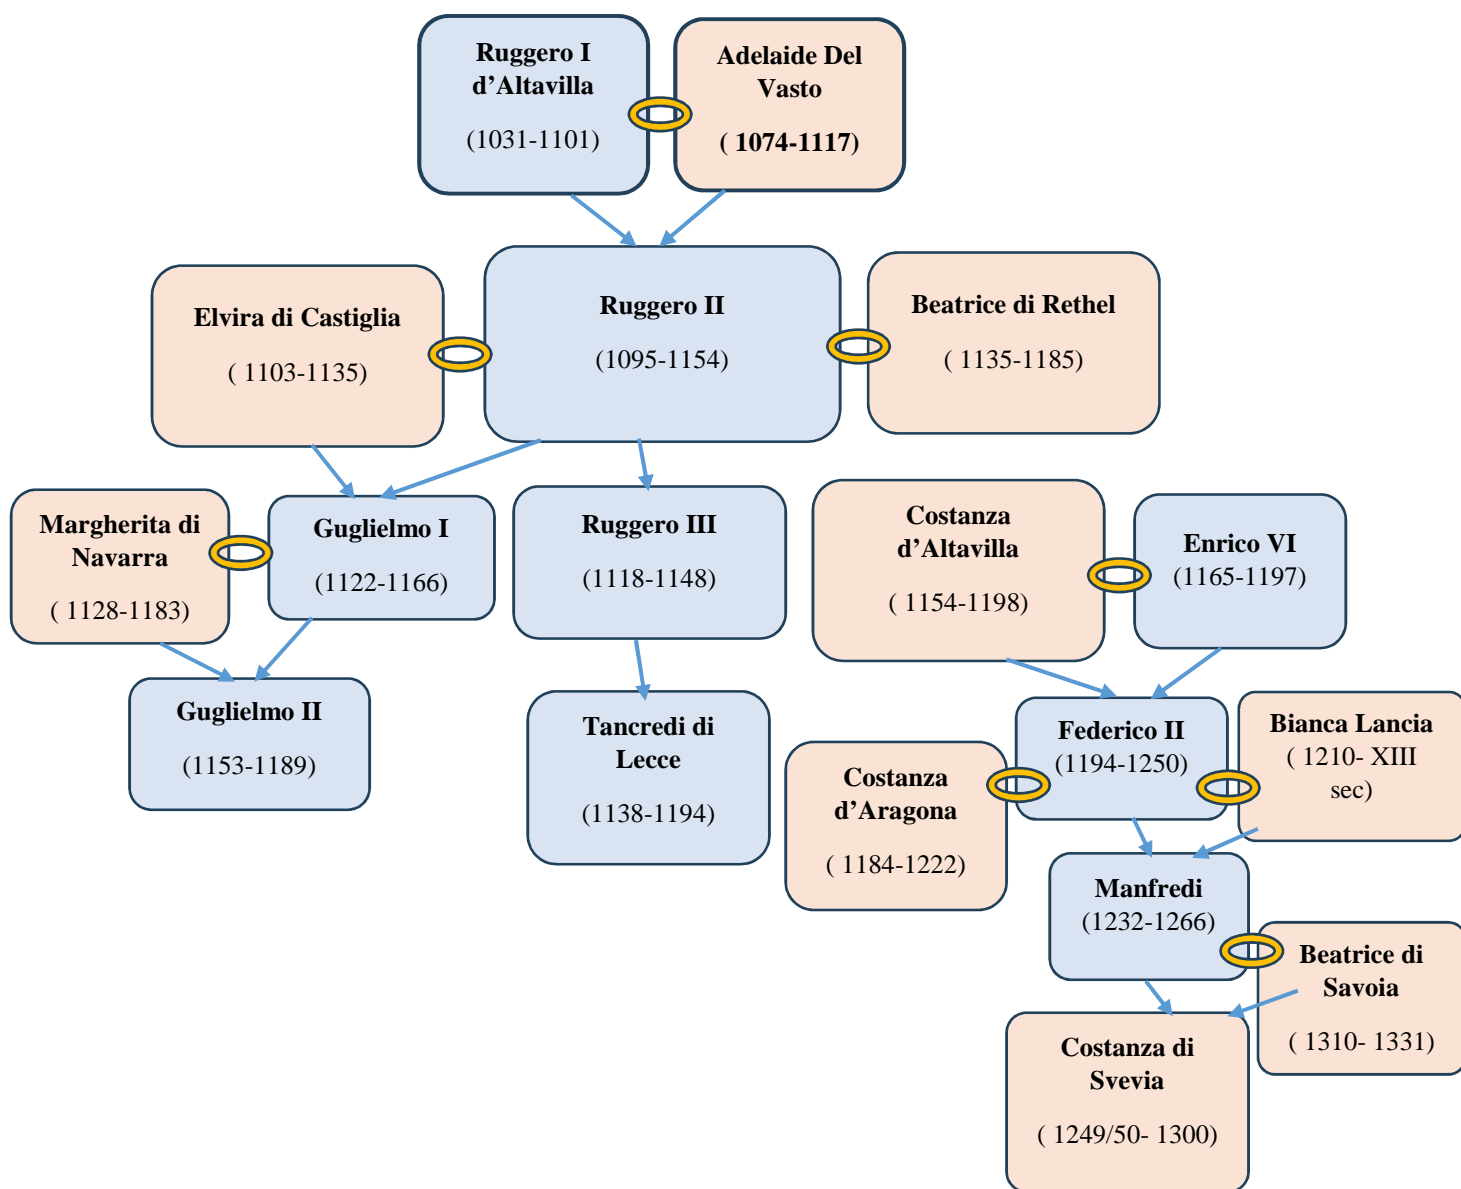 Ruggero I
d’Altavilla
(1031-1101)
Adelaide Del
Vasto
( 1074-1117)
Elvira di Castiglia
( 1103-1135)
Ruggero II
(1095-1154)
Beatrice di Rethel
( 1135-1185)
Margherita di
Navarra
( 1128-1183)
Guglielmo I
(1122-1166)
Ruggero III
(1118-1148)
Costanza
d’Altavilla
( 1154-1198)
Enrico VI
(1165-1197)
Guglielmo II
(1153-1189)
Tancredi di
Lecce
(1138-1194)
Costanza
d’Aragona
( 1184-1222)
Federico II
(1194-1250)
Bianca Lancia
( 1210- XIII
sec)
Manfredi
(1232-1266)
Beatrice di
Savoia
( 1310- 1331)
Costanza di
Svevia
( 1249/50- 1300)